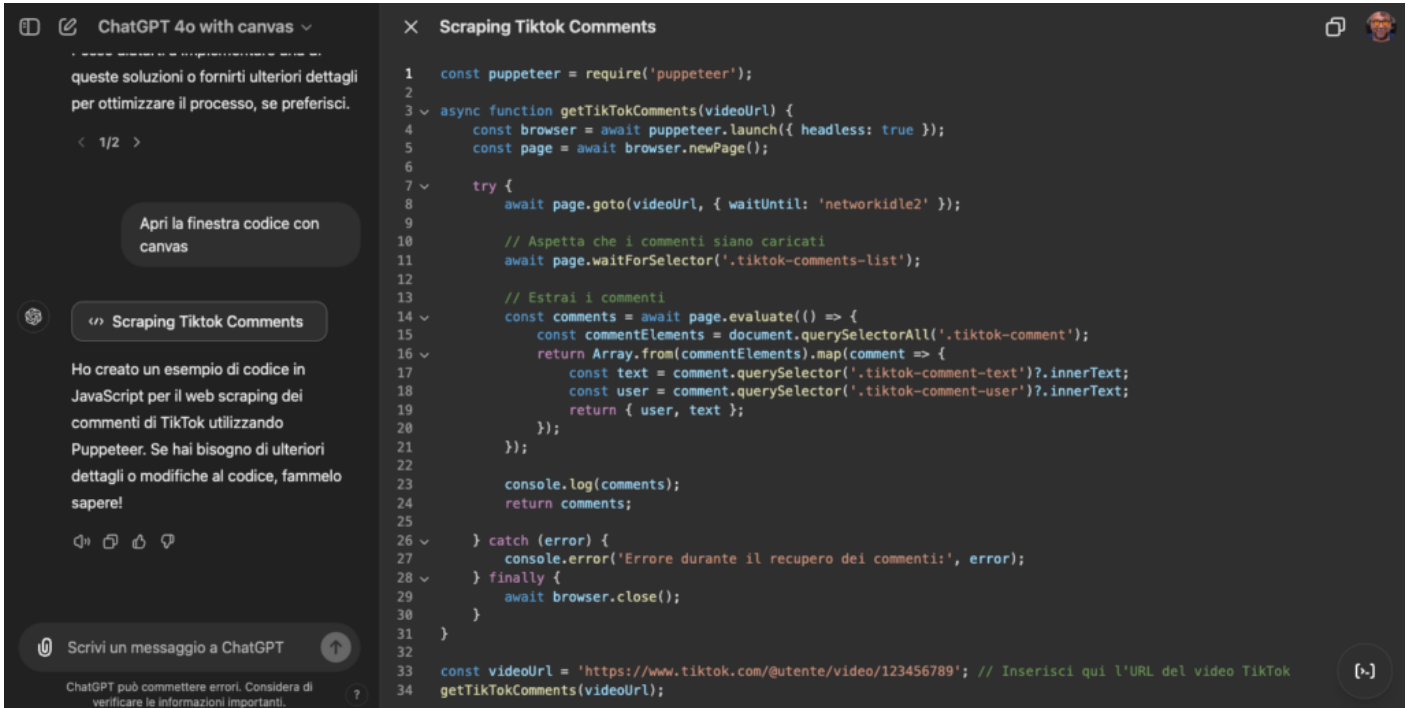 ChatGPT 4o with canvas
queste soluzioni o fornirti ulteriori dettagli
per ottimizzare il processo, se preferisci.
1/2
Apri la finestra codice con
canvas
Scraping Tiktok Comments
Ho creato un esempio di codice in
JavaScript per il web scraping dei
commenti di TikTok utilizzando
Puppeteer. Se hai bisogno di ulteriori
dettagli o modifiche al codice, fammelo
sapere!
Scrivi un messaggio a ChatGPT
ChatGPT può commettere errori. Considera di
verificare le informazioni importanti.
?
Scraping Tiktok Comments
1 const puppeteer = require('puppeteer');
2
3 async function getTikTokComments(videoUrl) {
4 const browser = await puppeteer.launch({ headless: true });
5 const page = await browser.newPage();
6
7 try {
8 await page.goto(videoUrl, { waitUntil: 'networkidle2' });
9
10 // Aspetta che i commenti siano caricati
11 await page.waitForSelector('.tiktok-comments-list');
12
13 // Estrai i commenti
14 const comments = await page.evaluate(() => {
15 const commentElements = document.querySelectorAll('.tiktok-comment');
16 return Array.from(commentElements).map(comment => {
17 const text = comment.querySelector('.tiktok-comment-text')?.innerText;
18 const user = comment.querySelector('.tiktok-comment-user')?.innerText;
19 return { user, text };
20 });
21 });
22
23 console.log(comments);
24 return comments;
25
26 } catch (error) {
27 console.error('Errore durante il recupero dei commenti:', error);
28 } finally {
29 await browser.close();
30 }
31 }
32
33 const videoUrl = 'https://www.tiktok.com/@utente/video/123456789'; // Inserisci qui l'URL del video TikTok
34 getTikTokComments(videoUrl);